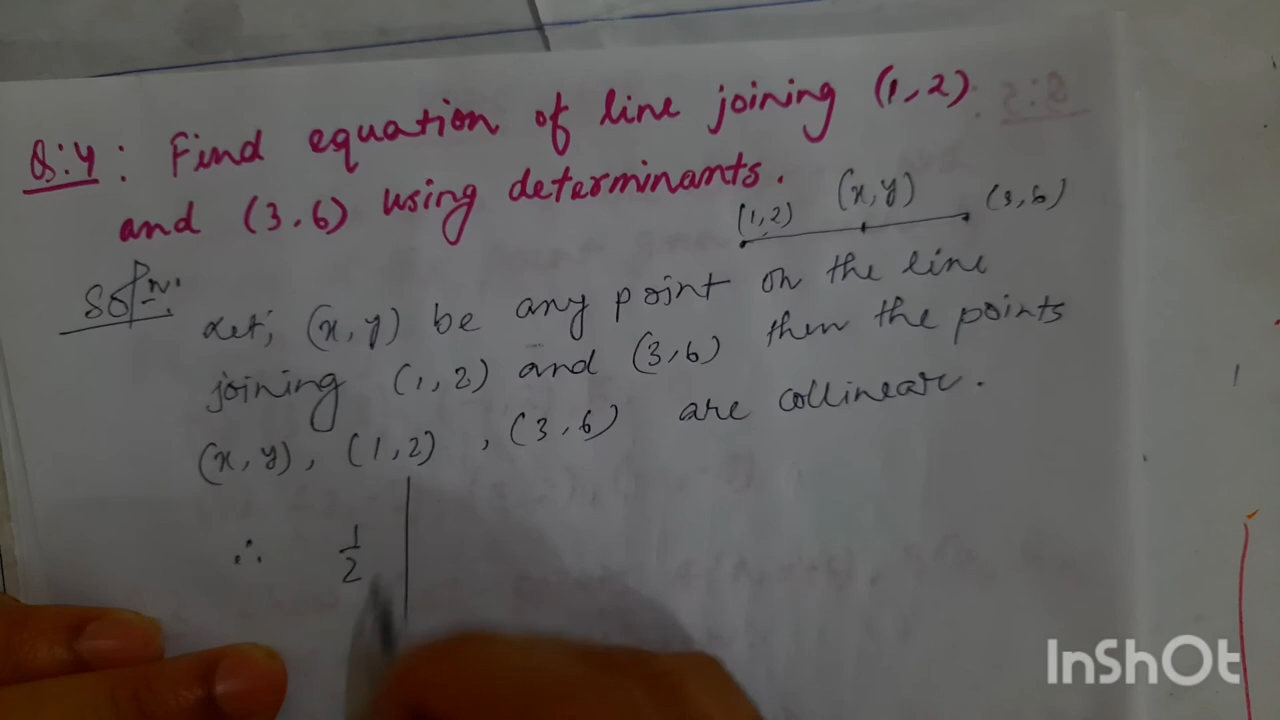 Q:4: Find equation of line joining (1,2)
and (3,6) using determinants.
(1,2) (x,y) (3,6)
Soln.
Let, (x,y) be any point on the line
joining (1,2) and (3,6) then the points
(x,y), (1,2), (3,6) are collinear.
∴ 1/2 |
InShOt